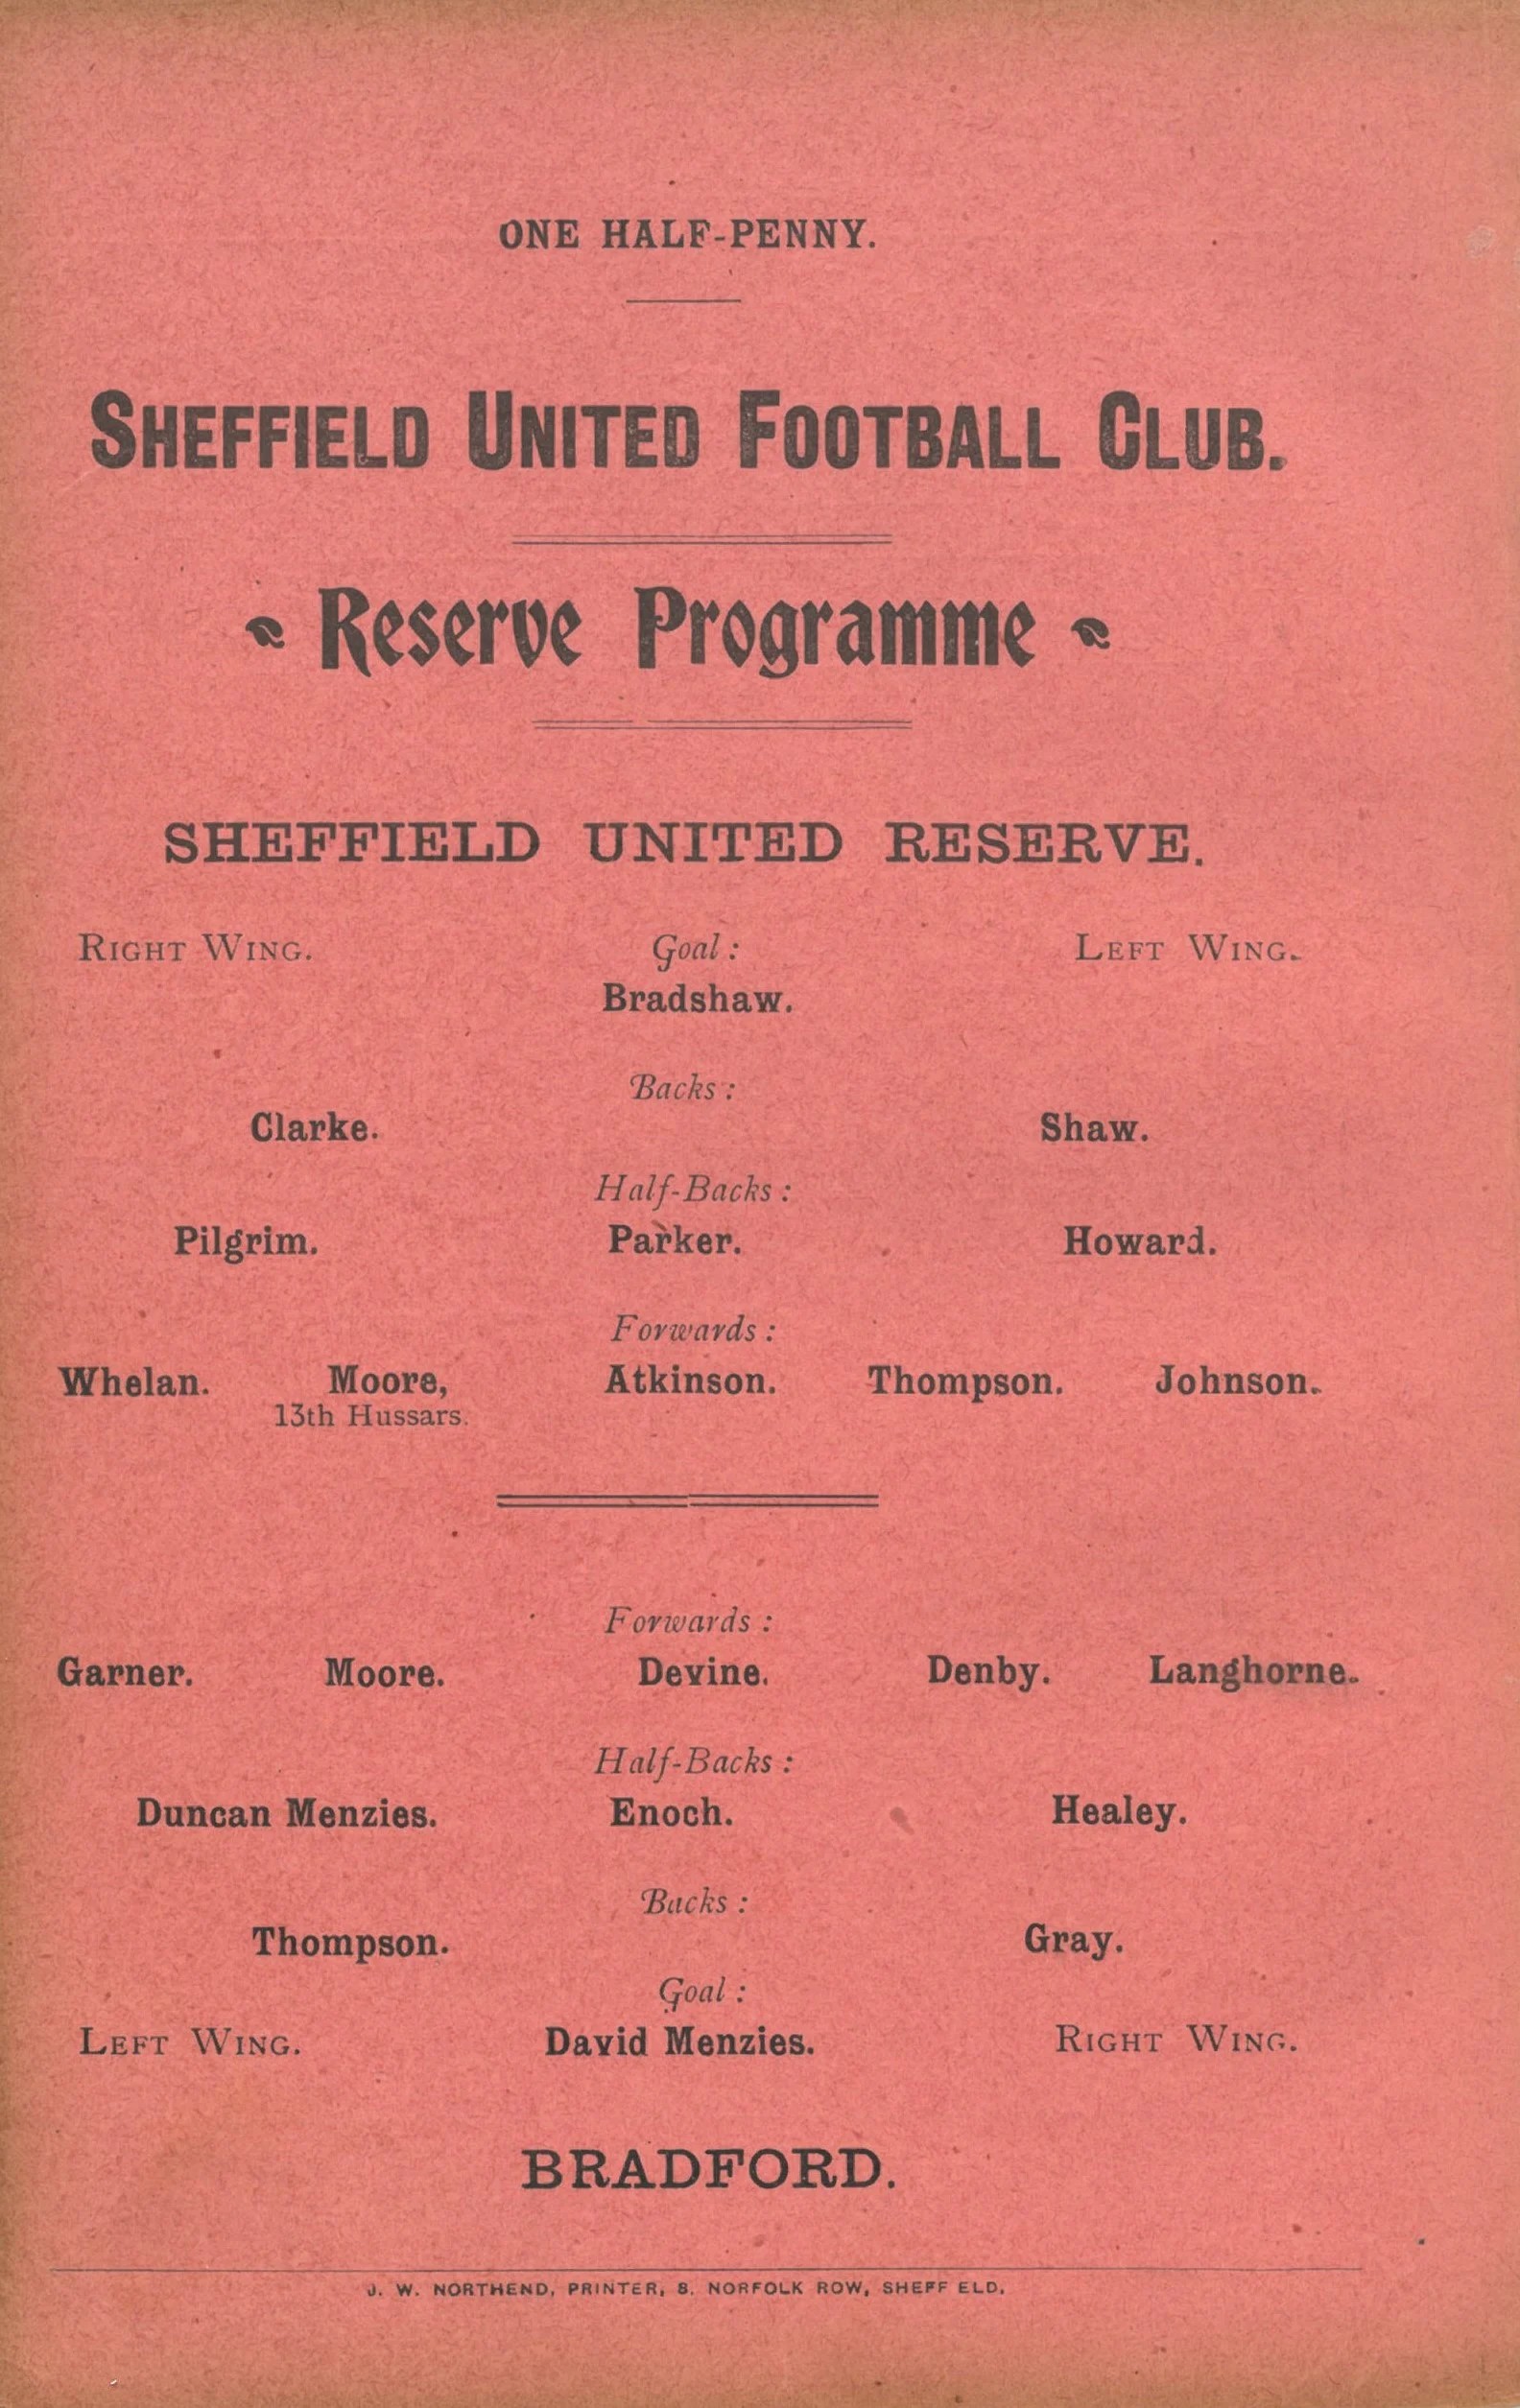 ONE HALF-PENNY.
SHEFFIELD UNITED FOOTBALL CLUB.
Reserve Programme
SHEFFIELD UNITED RESERVE.
RIGHT WING. Goal: LEFT WING.
Bradshaw.
Backs:
Clarke. Shaw.
Half-Backs:
Pilgrim. Parker. Howard.
Forwards:
Whelan. Moore, Atkinson. Thompson. Johnson.
13th Hussars.
Forwards:
Garner. Moore. Devine. Denby. Langhorne.
Half-Backs:
Duncan Menzies. Enoch. Healey.
Backs:
Thompson. Gray.
Goal:
LEFT WING. David Menzies. RIGHT WING.
BRADFORD.
J. W. NORTHEND, PRINTER, 8, NORFOLK ROW, SHEFF ELD.